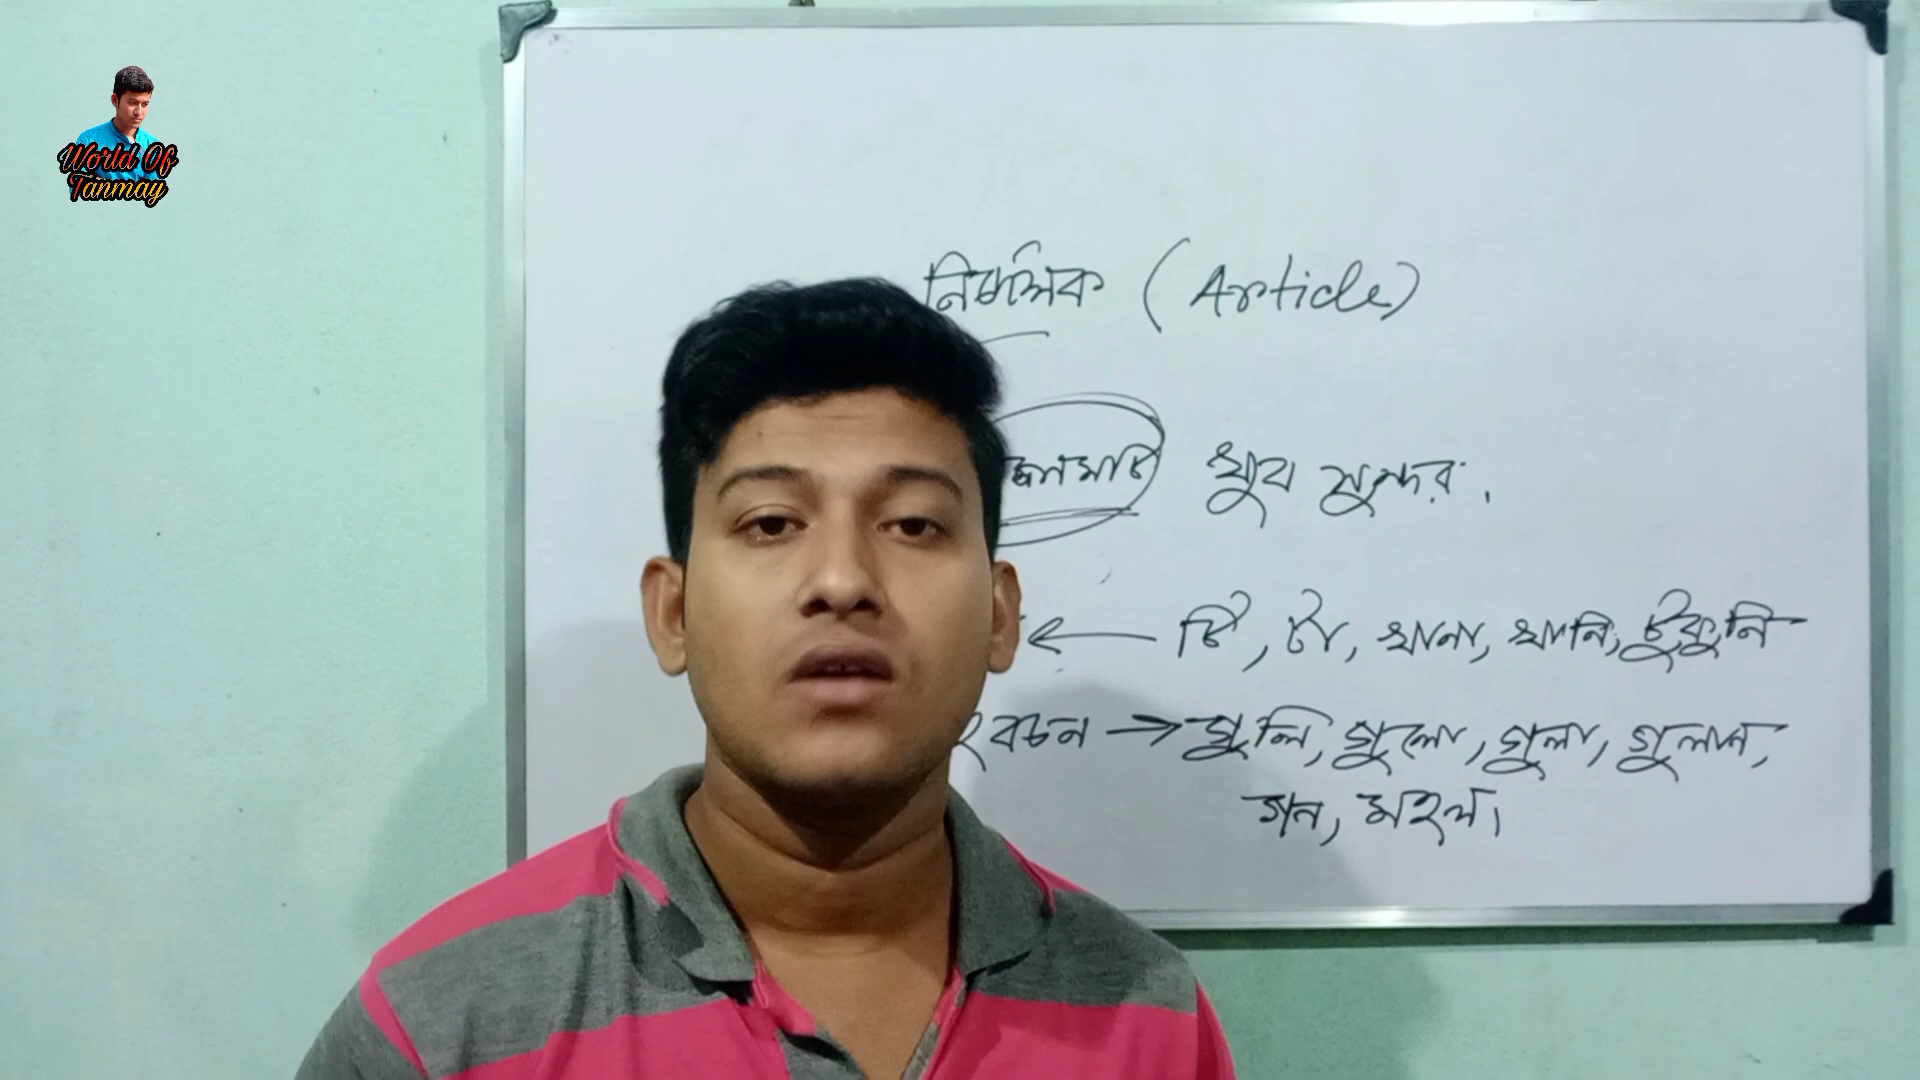 World Of
Tanmay
নির্দেশক (Article)
জামাটি খুব সুন্দর.
← টি, টা, খানা, খানি, টুকুনি
বচন → গুলি, গুলো, গুলা, গুলান,
গন, মহল।